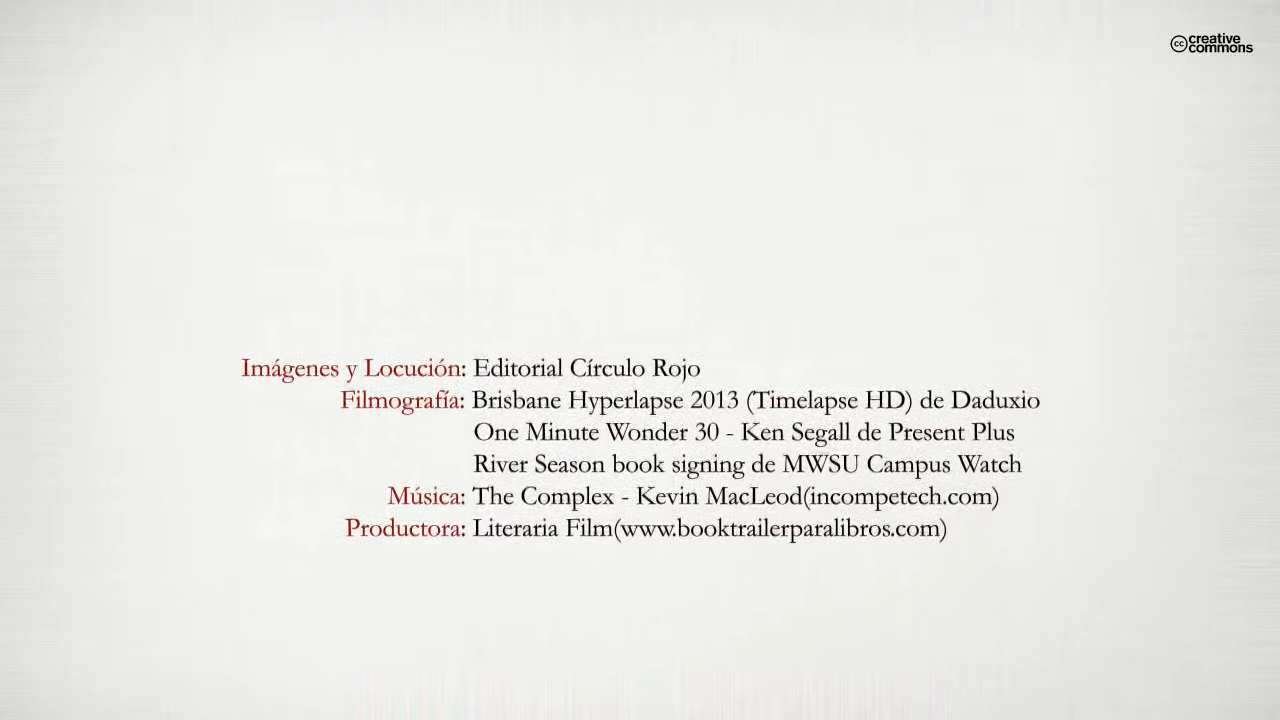 cc creative
commons
Imágenes y Locución: Editorial Círculo Rojo
Filmografía: Brisbane Hyperlapse 2013 (Timelapse HD) de Daduxio
One Minute Wonder 30 - Ken Segall de Present Plus
River Season book signing de MWSU Campus Watch
Música: The Complex - Kevin MacLeod(incompetech.com)
Productora: Literaria Film(www.booktrailerparalibros.com)